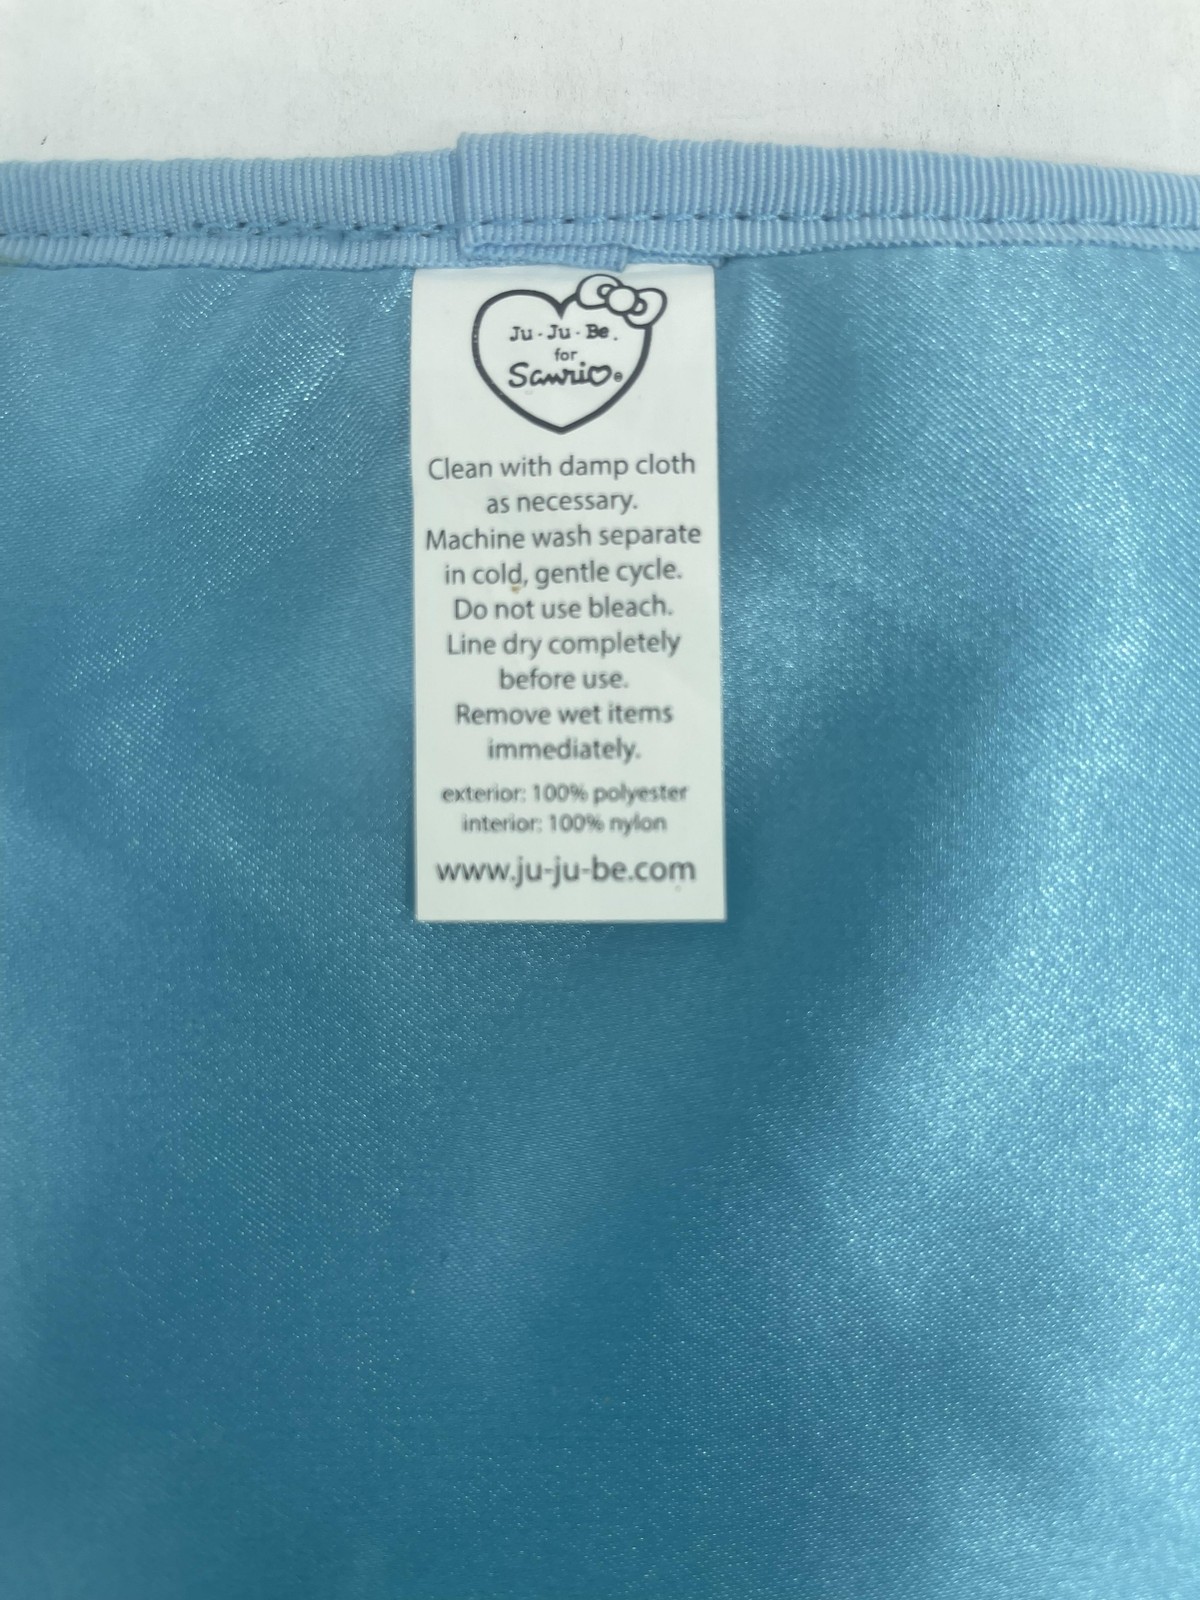 Ju-Ju-Be.
for
Sanrio®
Clean with damp cloth
as necessary.
Machine wash separate
in cold, gentle cycle.
Do not use bleach.
Line dry completely
before use.
Remove wet items
immediately.
exterior: 100% polyester
interior: 100% nylon
www.ju-ju-be.com